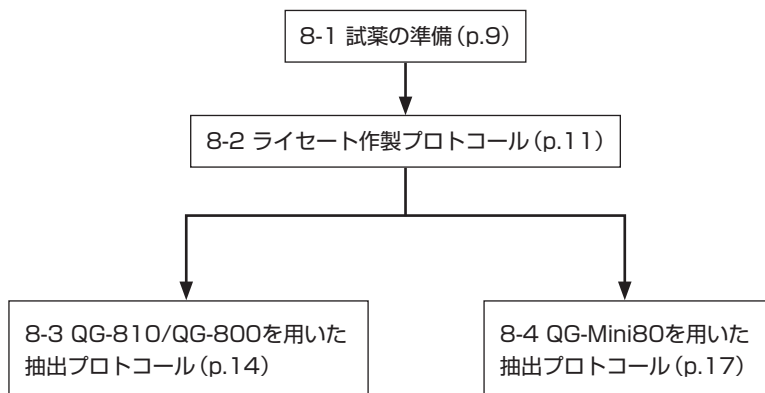 8-1 試薬の準備(p.9)
8-2 ライセート作製プロトコール(p.11)
8-3 QG-810/QG-800を用いた
抽出プロトコール(p.14)
8-4 QG-Mini80を用いた
抽出プロトコール(p.17)